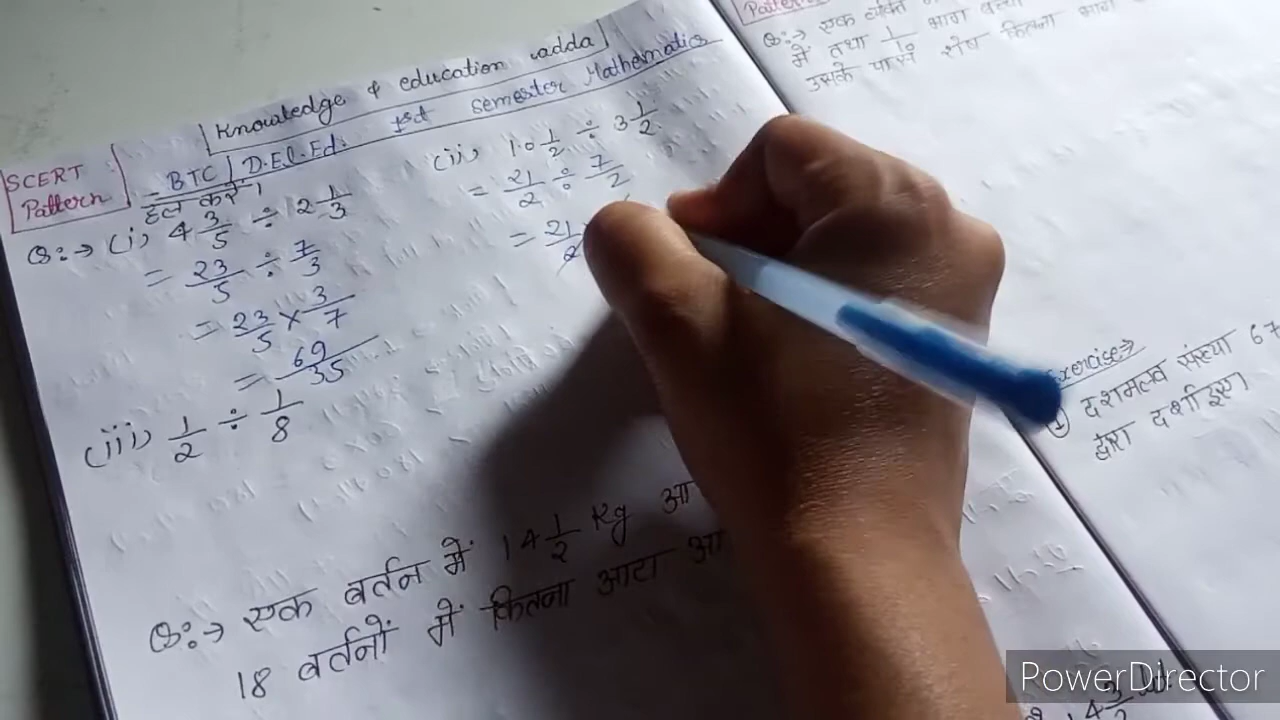 Knowledge & education adda
BTC / D.El.Ed. 1st Semester Mathematics
SCERT
Pattern
हल करें।
Q:→ (i) 4 3/5 ÷ 2 1/3
= 23/5 ÷ 7/3
= 23/5 × 3/7
= 69/35
(ii) 10 1/2 ÷ 3 1/2
= 21/2 ÷ 7/2
= 21/2
(iii) 1/2 ÷ 1/8
Q:→ एक बर्तन में 14 1/2 Kg आ
18 बर्तनों में कितना आटा आ
Pattern
Q:→ एक व्यक्ति
में तथा 1/10 भाग
उसके पास शेष कितना भाग
Exercise→
① दशमलव संख्या 67
द्वारा दर्शाइए।
PowerDirector